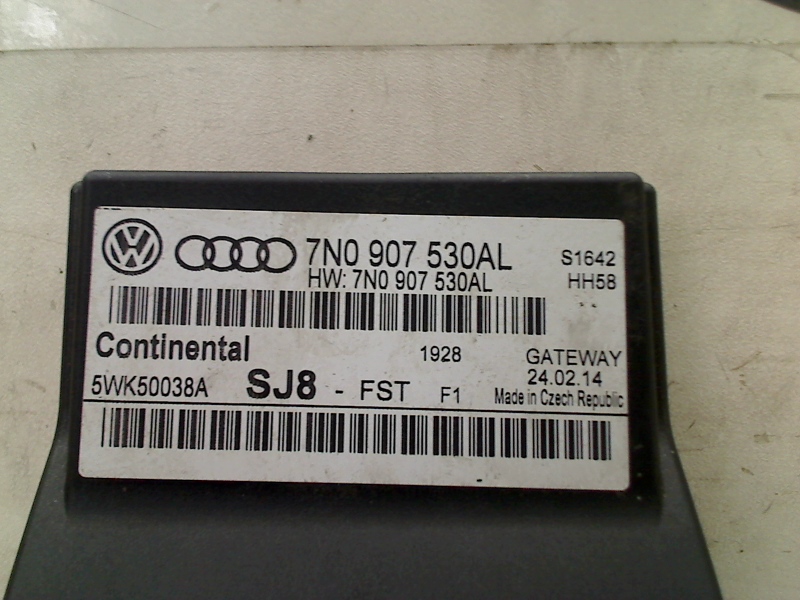 7N0 907 530AL S1642
HW: 7N0 907 530AL HH58
Continental 1928 GATEWAY
5WK50038A SJ8 - FST F1 24.02.14
Made in Czech Republic